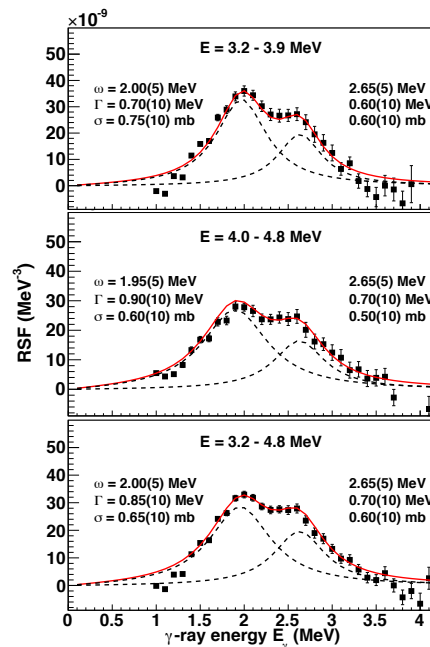 ×10⁻⁹
E = 3.2 - 3.9 MeV
50
40
30
20
10
0
ω = 2.00(5) MeV 2.65(5) MeV
Γ = 0.70(10) MeV 0.60(10) MeV
σ = 0.75(10) mb 0.60(10) mb
RSF (MeV⁻³)
E = 4.0 - 4.8 MeV
50
40
30
20
10
0
ω = 1.95(5) MeV 2.65(5) MeV
Γ = 0.90(10) MeV 0.70(10) MeV
σ = 0.60(10) mb 0.50(10) mb
E = 3.2 - 4.8 MeV
50
40
30
20
10
0
ω = 2.00(5) MeV 2.65(5) MeV
Γ = 0.85(10) MeV 0.70(10) MeV
σ = 0.65(10) mb 0.60(10) mb
0 0.5 1 1.5 2 2.5 3 3.5 4
γ-ray energy Eγ (MeV)